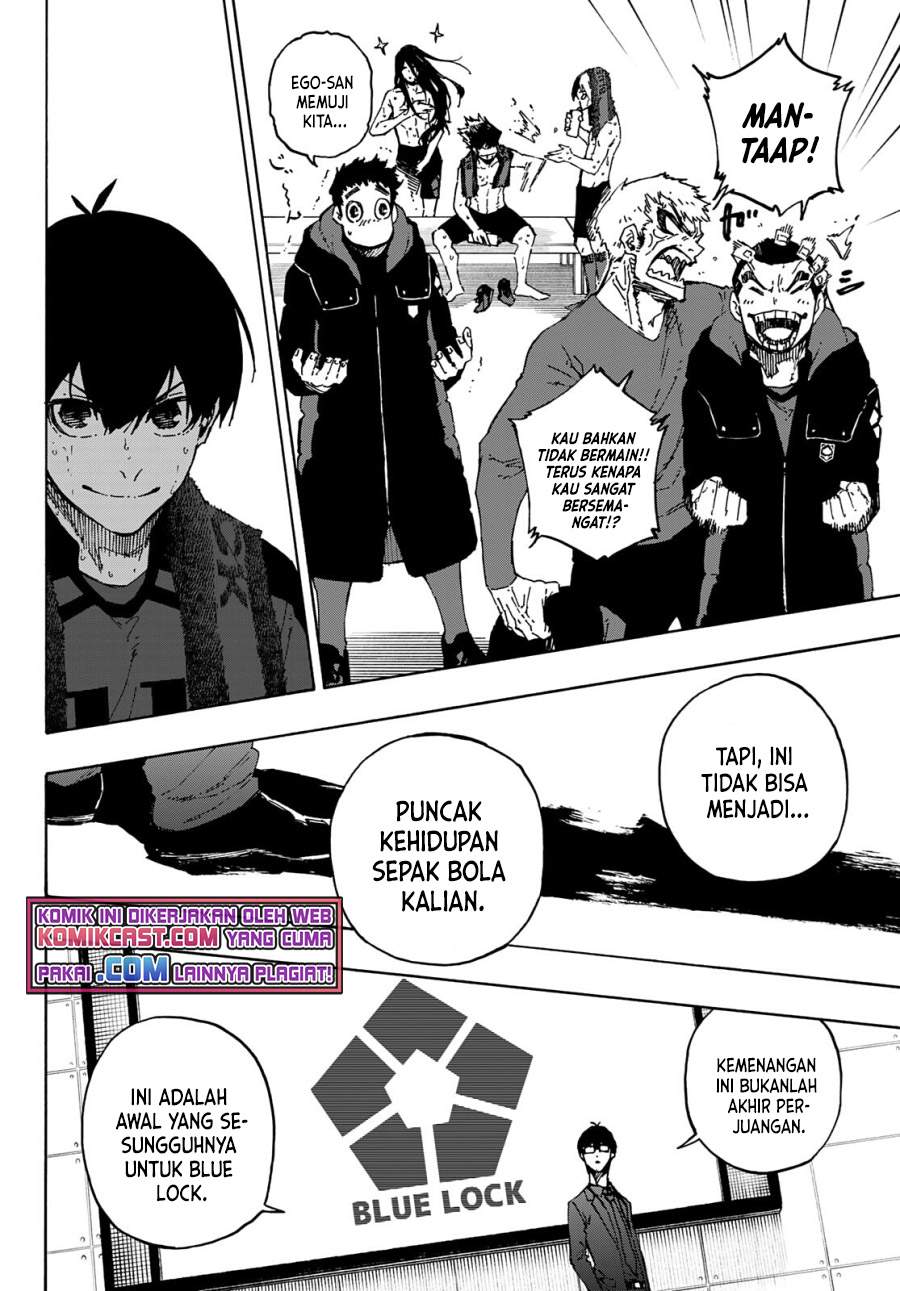 MAN-
TAAP!
EGO-SAN
MEMUJI
KITA...
KAU BAHKAN
TIDAK BERMAIN!!
TERUS KENAPA
KAU SANGAT
BERSEMA-
NGAT!?
TAPI, INI
TIDAK BISA
MENJADI...
PUNCAK
KEHIDUPAN
SEPAK BOLA
KALIAN.
KOMIK INI DIKERJAKAN OLEH WEB
KOMIKCAST.COM YANG CUMA
PAKAI .COM LAINNYA PLAGIAT!
KEMENANGAN
INI BUKANLAH
AKHIR PER-
JUANGAN.
INI ADALAH
AWAL YANG SE-
SUNGGUHNYA
UNTUK BLUE
LOCK.
BLUE LOCK